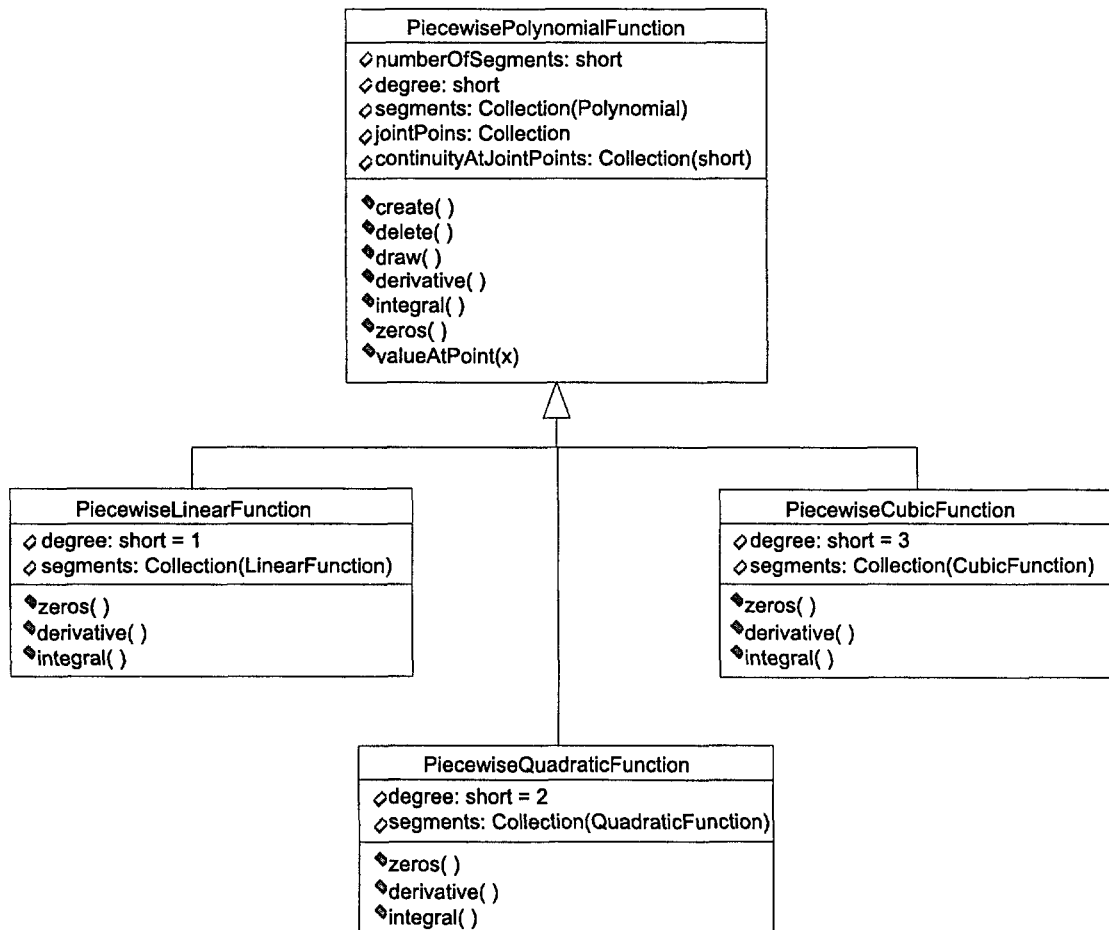 PiecewisePolynomialFunction
numberOfSegments: short
degree: short
segments: Collection(Polynomial)
jointPoins: Collection
continuityAtJointPoints: Collection(short)
create( )
delete( )
draw( )
derivative( )
integral( )
zeros( )
valueAtPoint(x)
PiecewiseLinearFunction
degree: short = 1
segments: Collection(LinearFunction)
zeros( )
derivative( )
integral( )
PiecewiseCubicFunction
degree: short = 3
segments: Collection(CubicFunction)
zeros( )
derivative( )
integral( )
PiecewiseQuadraticFunction
degree: short = 2
segments: Collection(QuadraticFunction)
zeros( )
derivative( )
integral( )